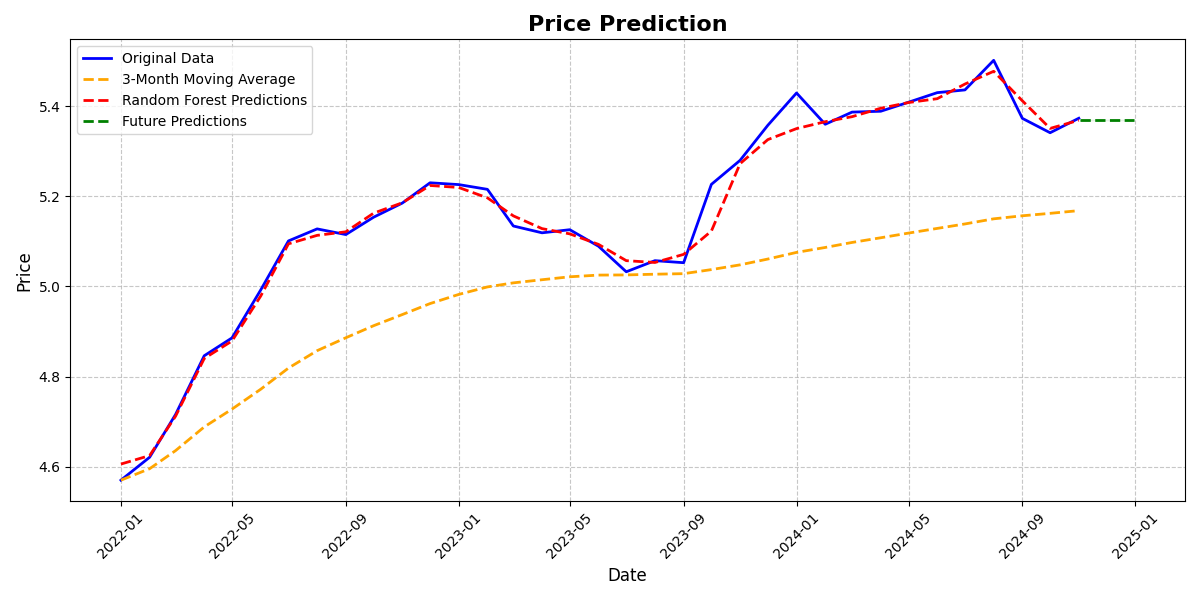 Price Prediction
Original Data
3-Month Moving Average
Random Forest Predictions
Future Predictions
Price
5.4
5.2
5.0
4.8
4.6
2022-01
2022-05
2022-09
2023-01
2023-05
2023-09
2024-01
2024-05
2024-09
2025-01
Date